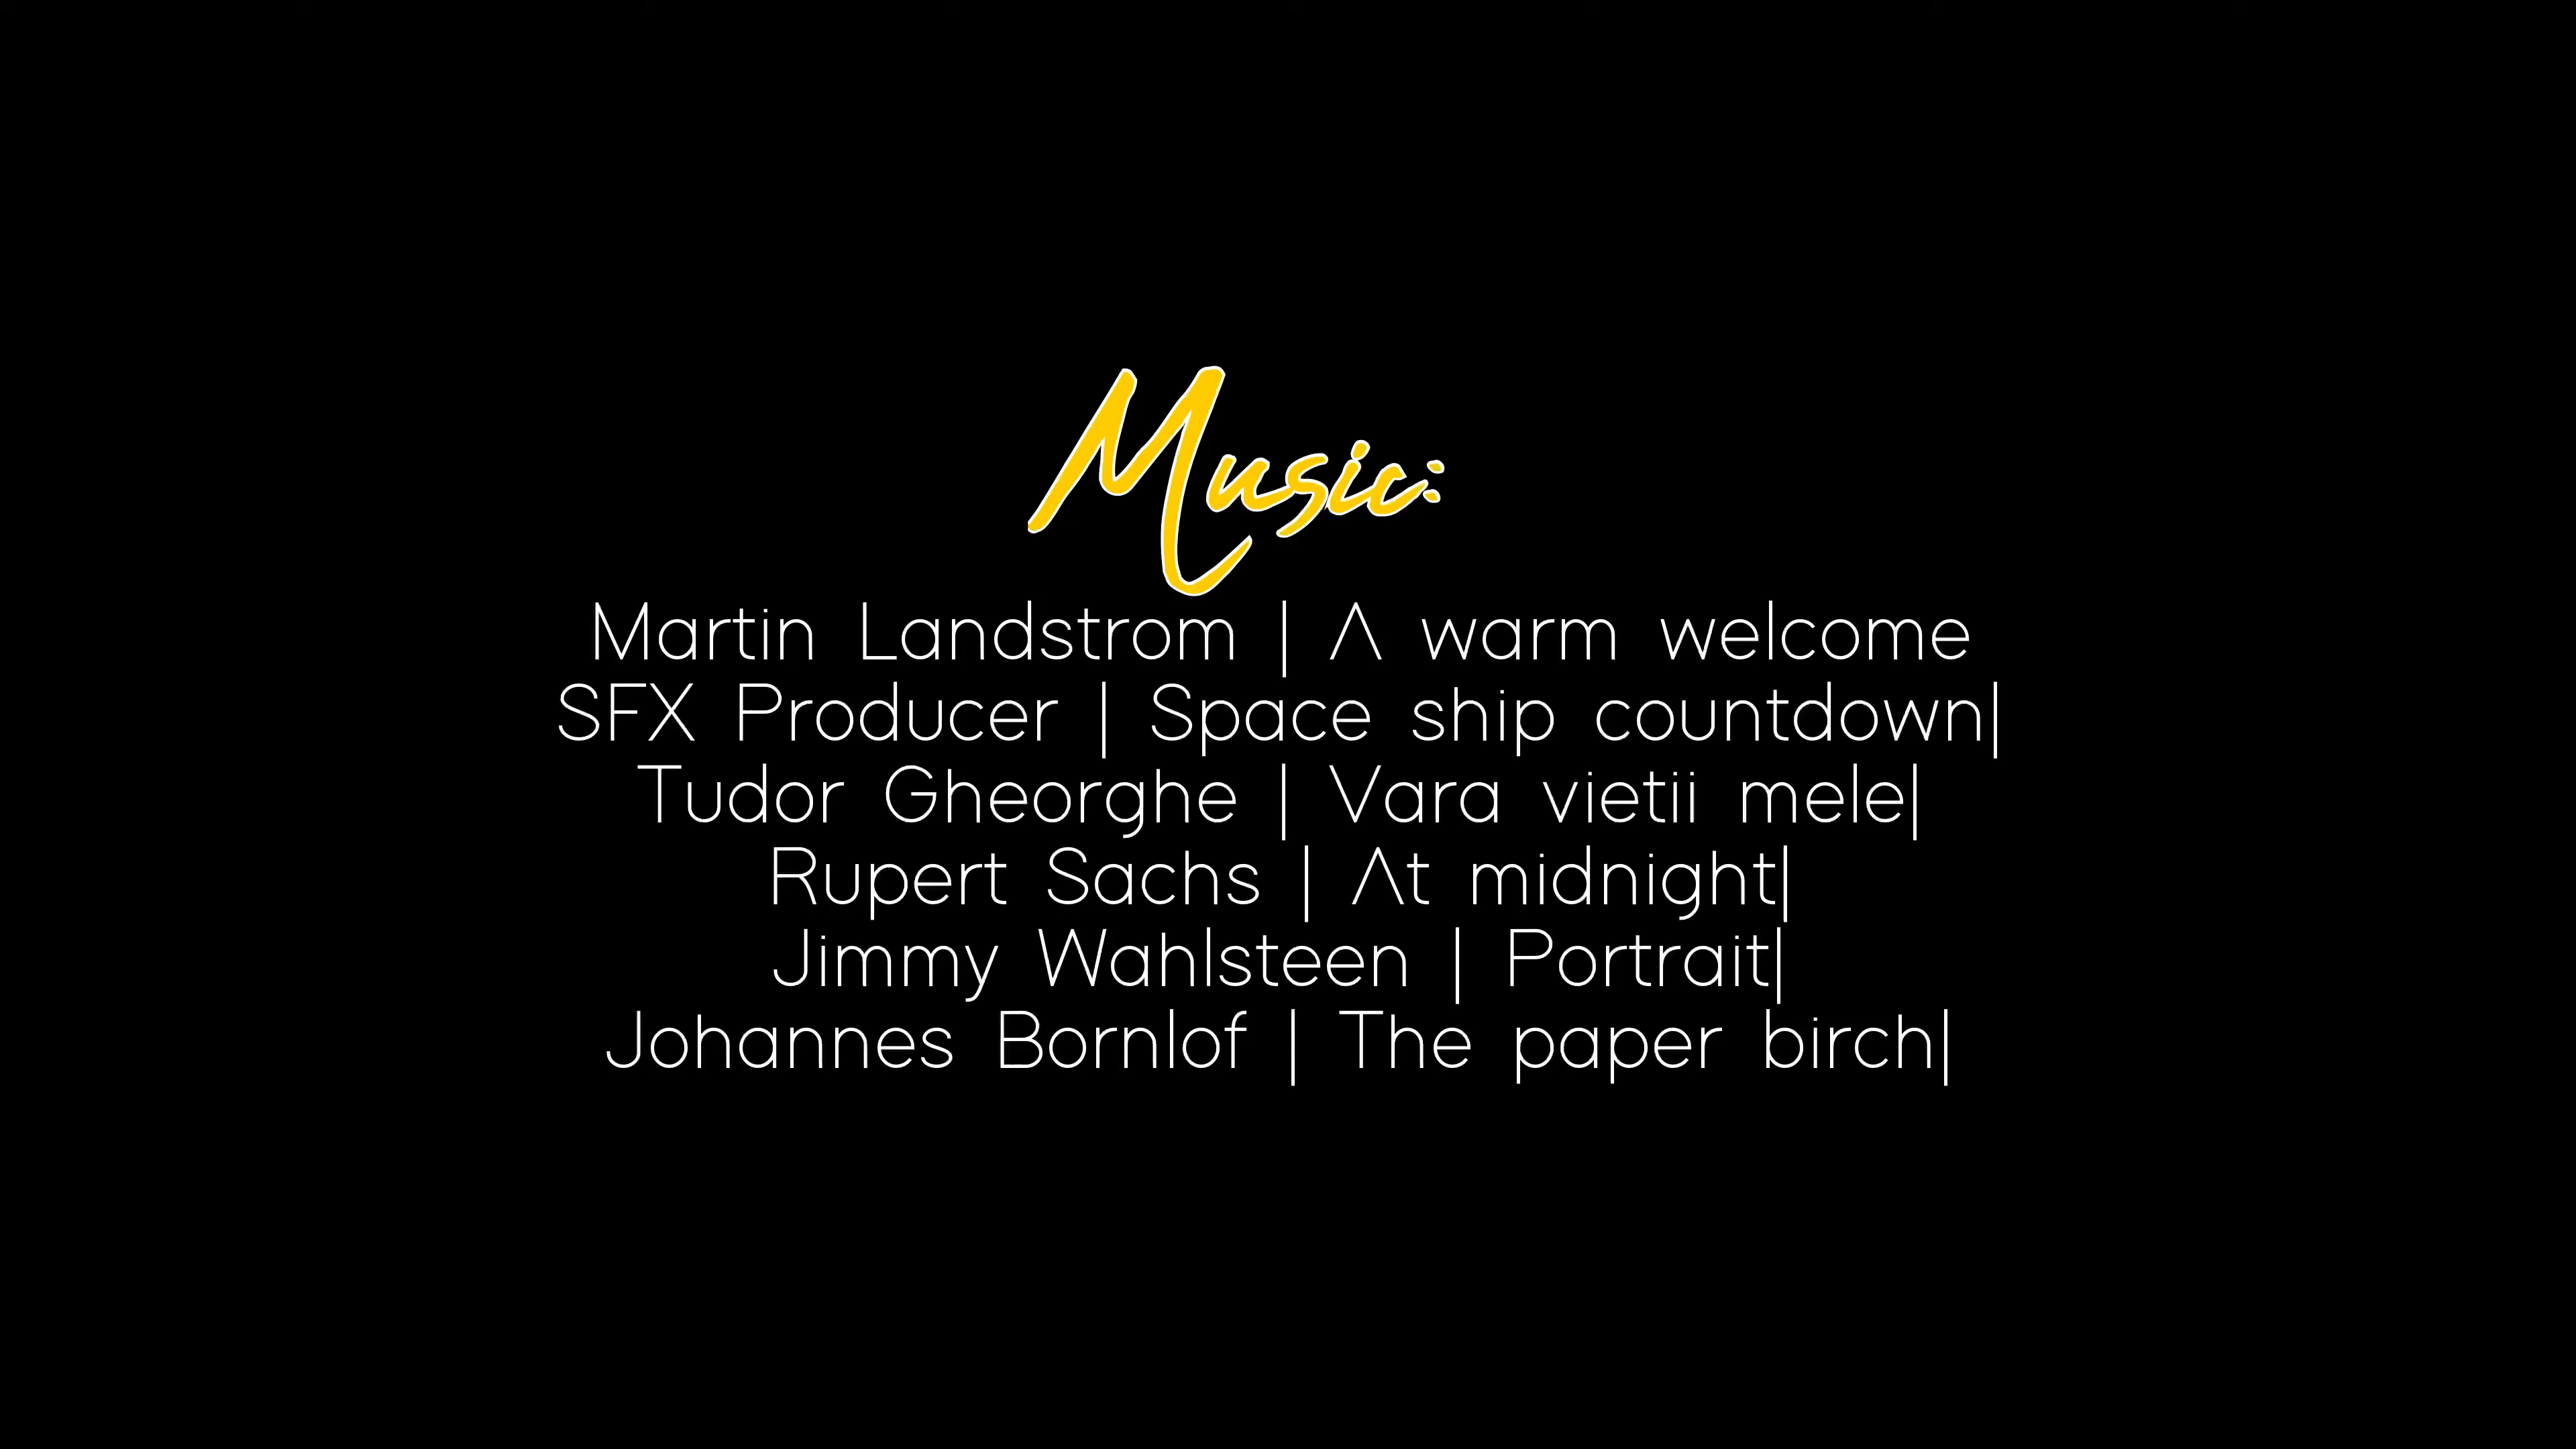 Music:
Martin Landstrom | A warm welcome
SFX Producer | Space ship countdown|
Tudor Gheorghe | Vara vietii mele|
Rupert Sachs | At midnight|
Jimmy Wahlsteen | Portrait|
Johannes Bornlof | The paper birch|